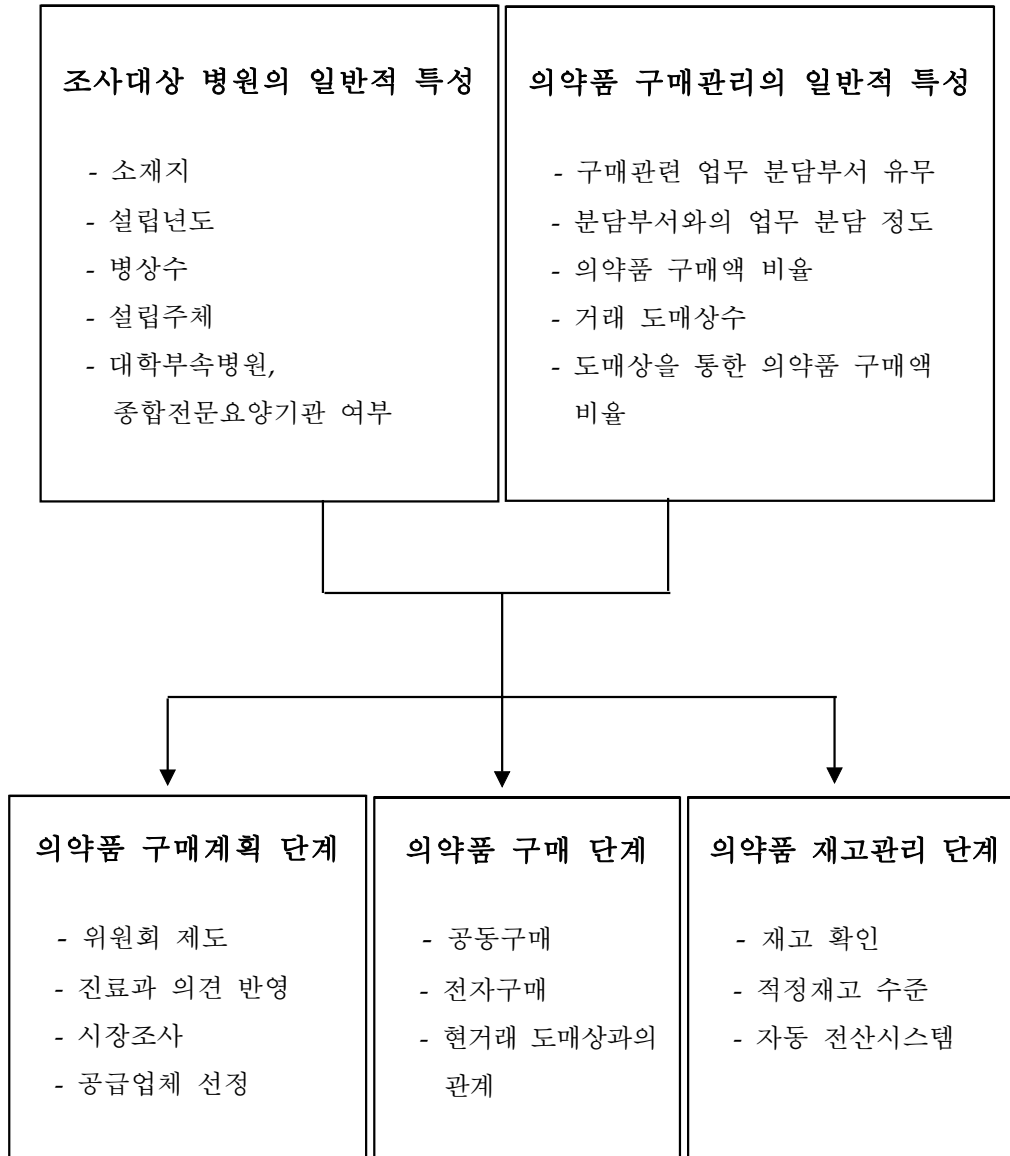 조사대상 병원의 일반적 특성
- 소재지
- 설립년도
- 병상수
- 설립주체
- 대학부속병원,
종합전문요양기관 여부
의약품 구매관리의 일반적 특성
- 구매관련 업무 분담부서 유무
- 분담부서와의 업무 분담 정도
- 의약품 구매액 비율
- 거래 도매상수
- 도매상을 통한 의약품 구매액
비율
의약품 구매계획 단계
- 위원회 제도
- 진료과 의견 반영
- 시장조사
- 공급업체 선정
의약품 구매 단계
- 공동구매
- 전자구매
- 현거래 도매상과의
관계
의약품 재고관리 단계
- 재고 확인
- 적정재고 수준
- 자동 전산시스템